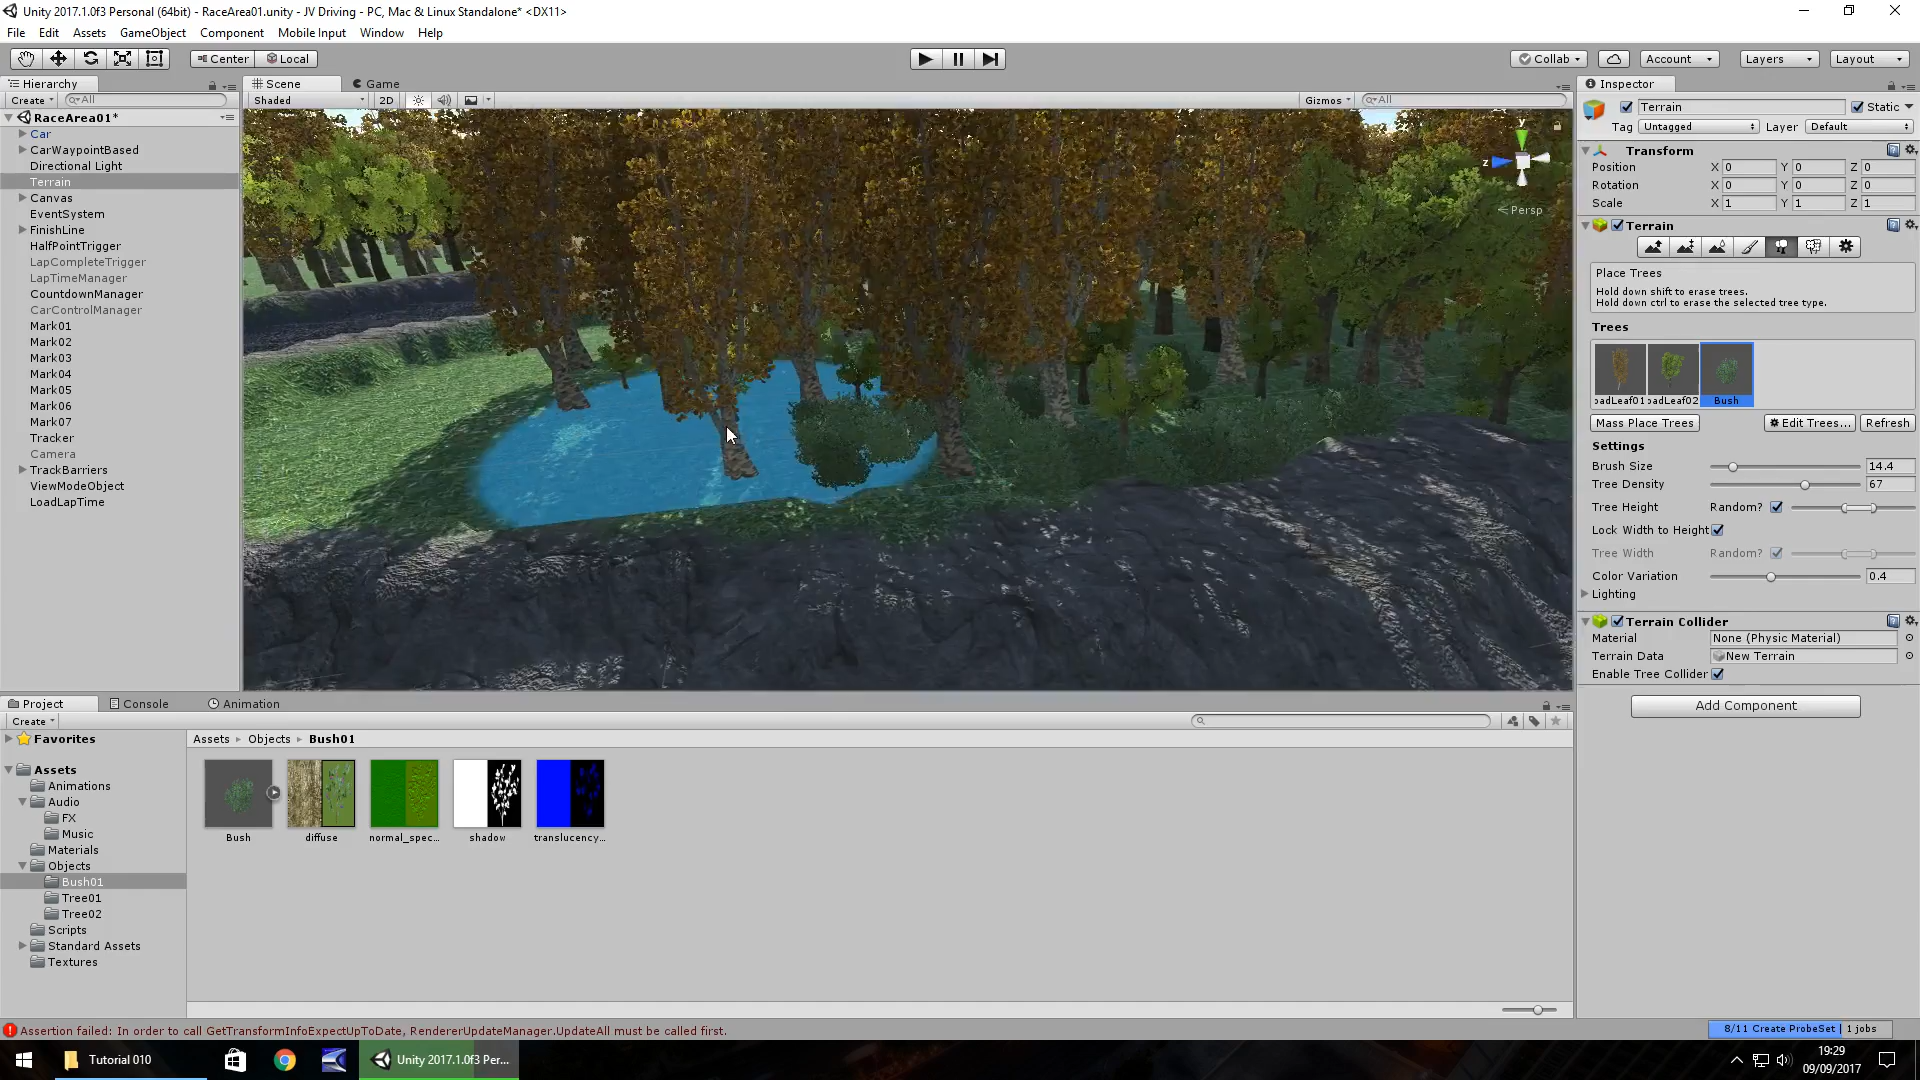 Unity 2017.1.0f3 Personal (64bit) - RaceArea01.unity - JV Driving - PC, Mac & Linux Standalone* <DX11>
File Edit Assets GameObject Component Mobile Input Window Help
Center Local Collab Account Layers Layout
Hierarchy
Create All
RaceArea01*
Car
CarWaypointBased
Directional Light
Terrain
Canvas
EventSystem
FinishLine
HalfPointTrigger
LapCompleteTrigger
LapTimeManager
CountdownManager
CarControlManager
Mark01
Mark02
Mark03
Mark04
Mark05
Mark06
Mark07
Tracker
Camera
TrackBarriers
ViewModeObject
LoadLapTime
Scene Game
Shaded 2D Gizmos All
y
z
Persp
Inspector
Terrain Static
Tag Untagged Layer Default
Transform
Position X 0 Y 0 Z 0
Rotation X 0 Y 0 Z 0
Scale X 1 Y 1 Z 1
Terrain
Place Trees
Hold down shift to erase trees.
Hold down ctrl to erase the selected tree type.
Trees
oadLeaf01 oadLeaf02 Bush
Mass Place Trees Edit Trees... Refresh
Settings
Brush Size 14.4
Tree Density 67
Tree Height Random?
Lock Width to Height
Tree Width Random?
Color Variation 0.4
Lighting
Terrain Collider
Material None (Physic Material)
Terrain Data New Terrain
Enable Tree Collider
Add Component
Project Console Animation
Create
Favorites
Assets
Animations
Audio
FX
Music
Materials
Objects
Bush01
Tree01
Tree02
Scripts
Standard Assets
Textures
Assets Objects Bush01
Bush diffuse normal_spec... shadow translucency...
Assertion failed: In order to call GetTransformInfoExpectUpToDate, RendererUpdateManager.UpdateAll must be called first.
8/11 Create ProbeSet | 1 jobs
Tutorial 010
Unity 2017.1.0f3 Per...
19:29
09/09/2017